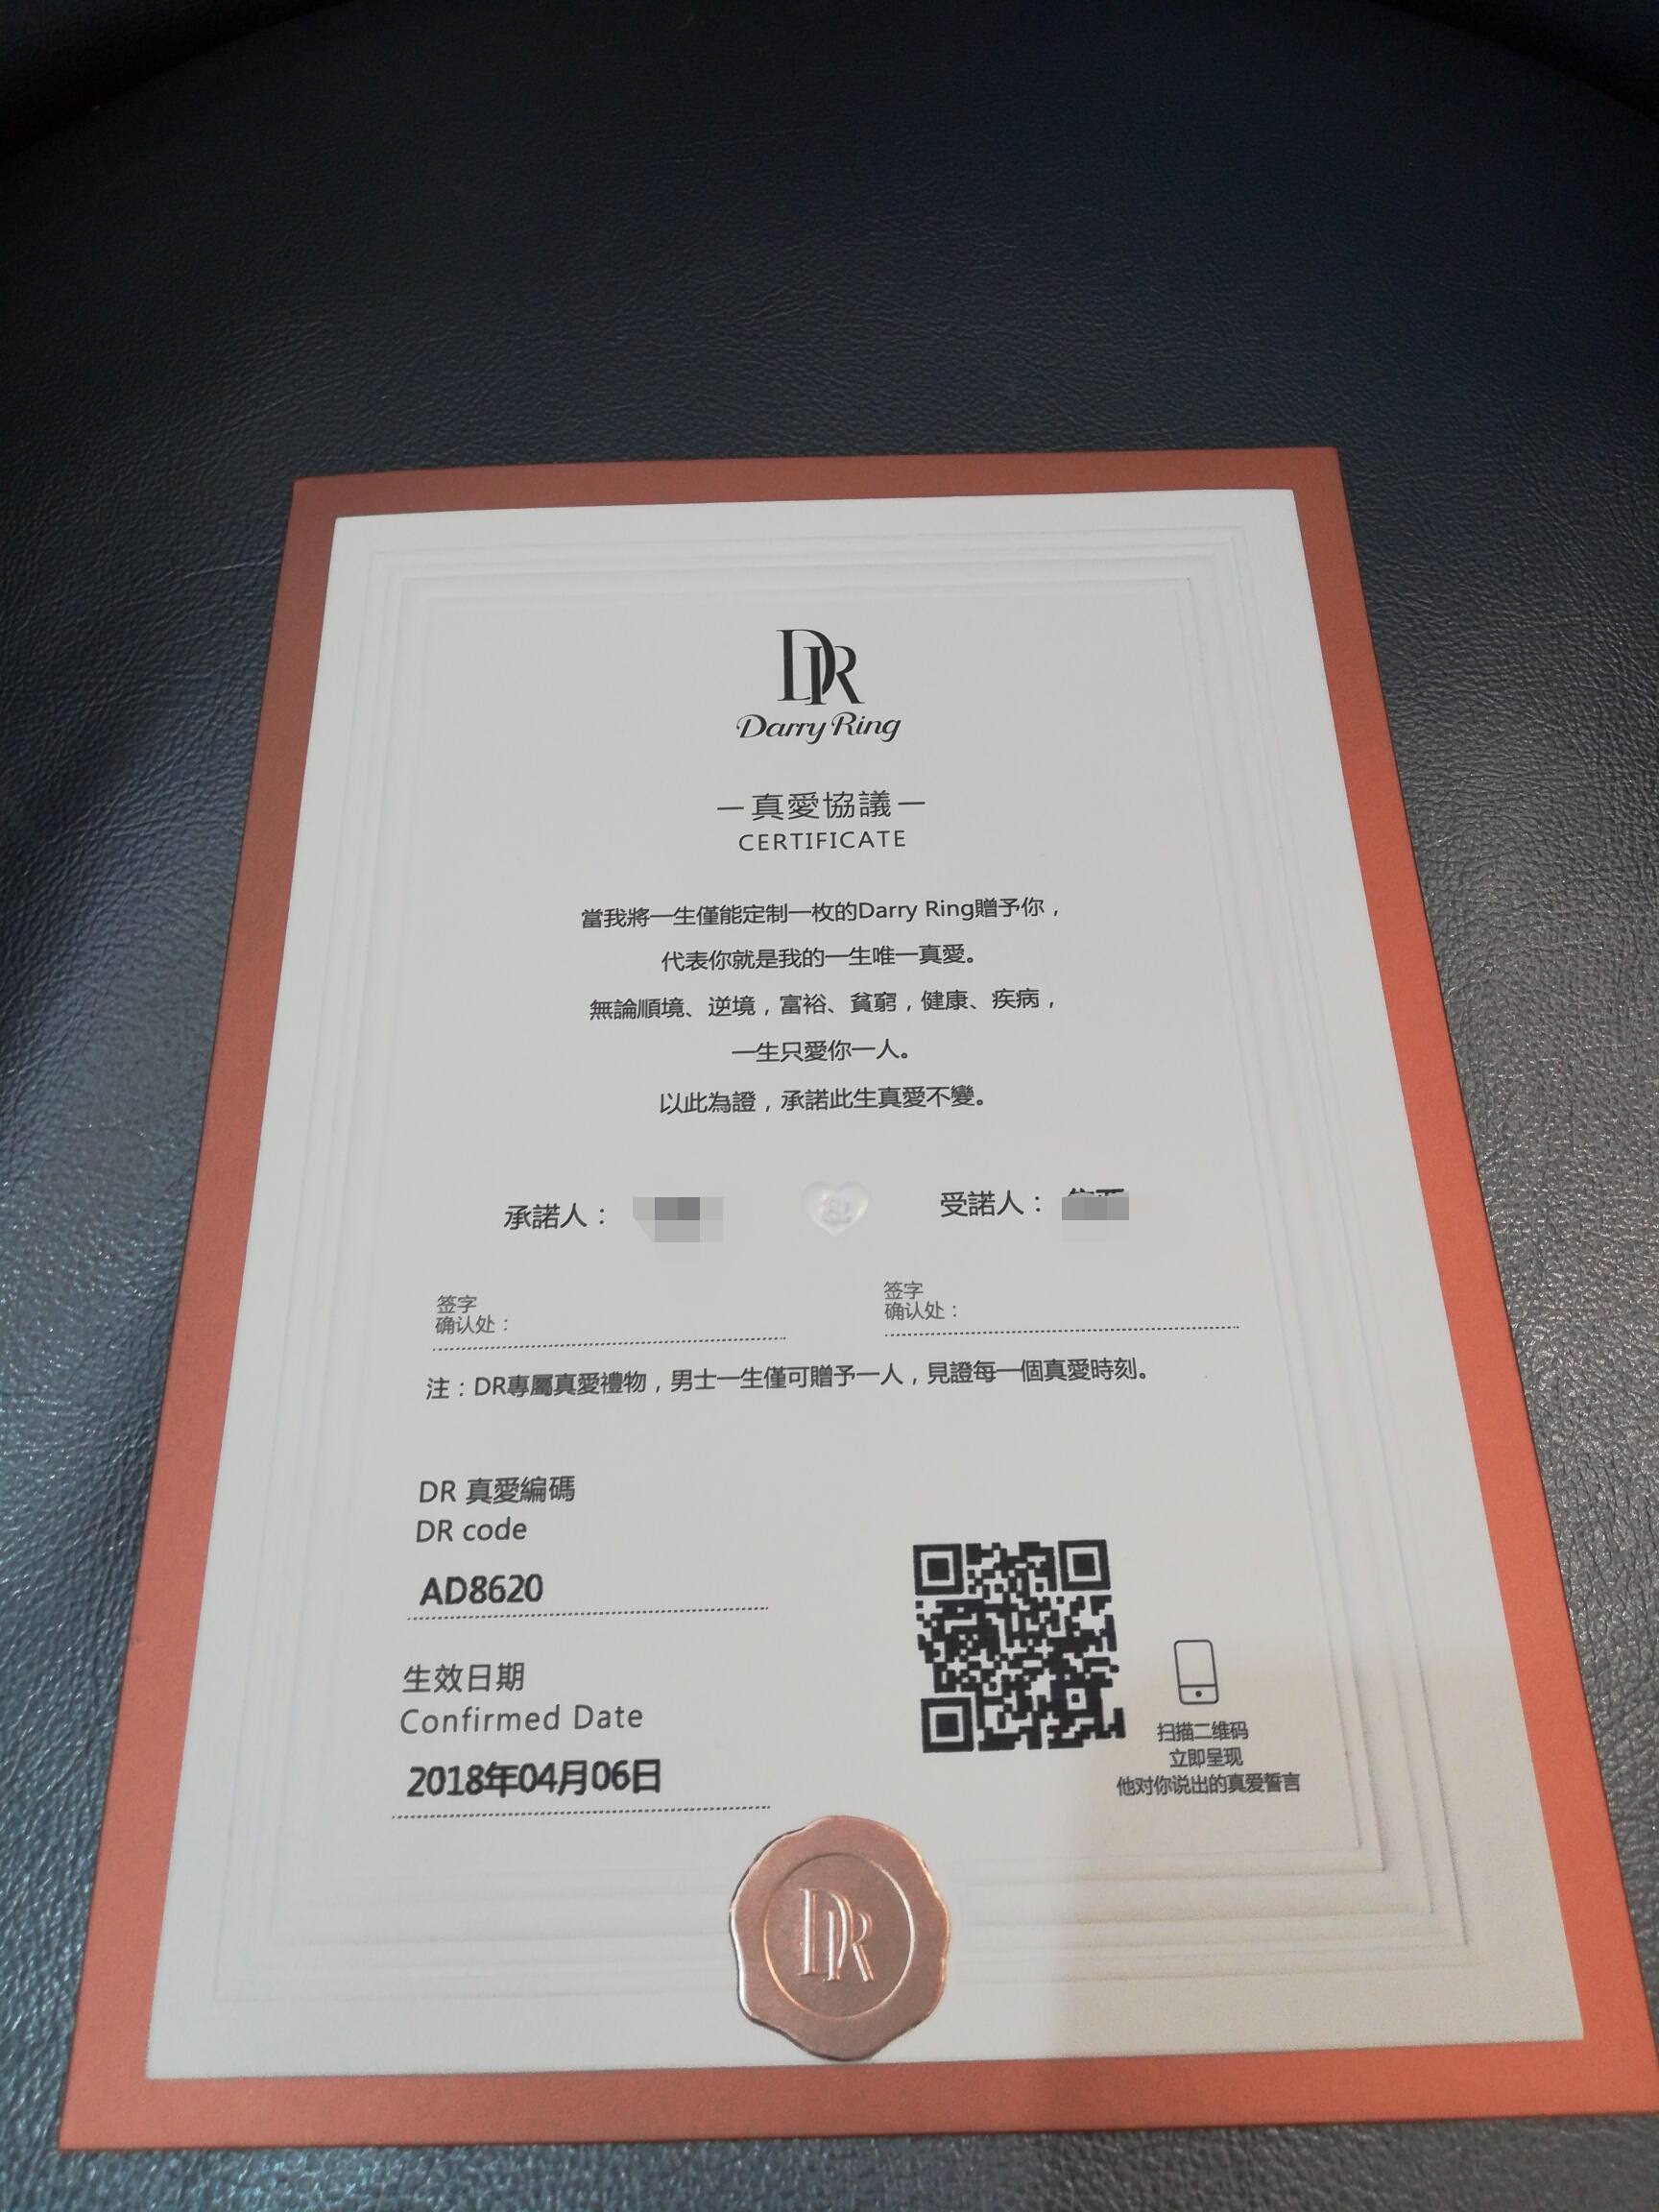 DR
Darry Ring
—真愛協議—
CERTIFICATE
當我將一生僅能定制一枚的Darry Ring贈予你，
代表你就是我的一生唯一真愛。
無論順境、逆境，富裕、貧窮，健康、疾病，
一生只愛你一人。
以此為證，承諾此生真愛不變。
承諾人： 受諾人：
签字 签字
确认处： 确认处：
注：DR專屬真愛禮物，男士一生僅可贈予一人，見證每一個真愛時刻。
DR 真愛編碼
DR code
AD8620
生效日期
Confirmed Date
2018年04月06日
扫描二维码
立即呈现
他对你说出的真爱誓言
DR